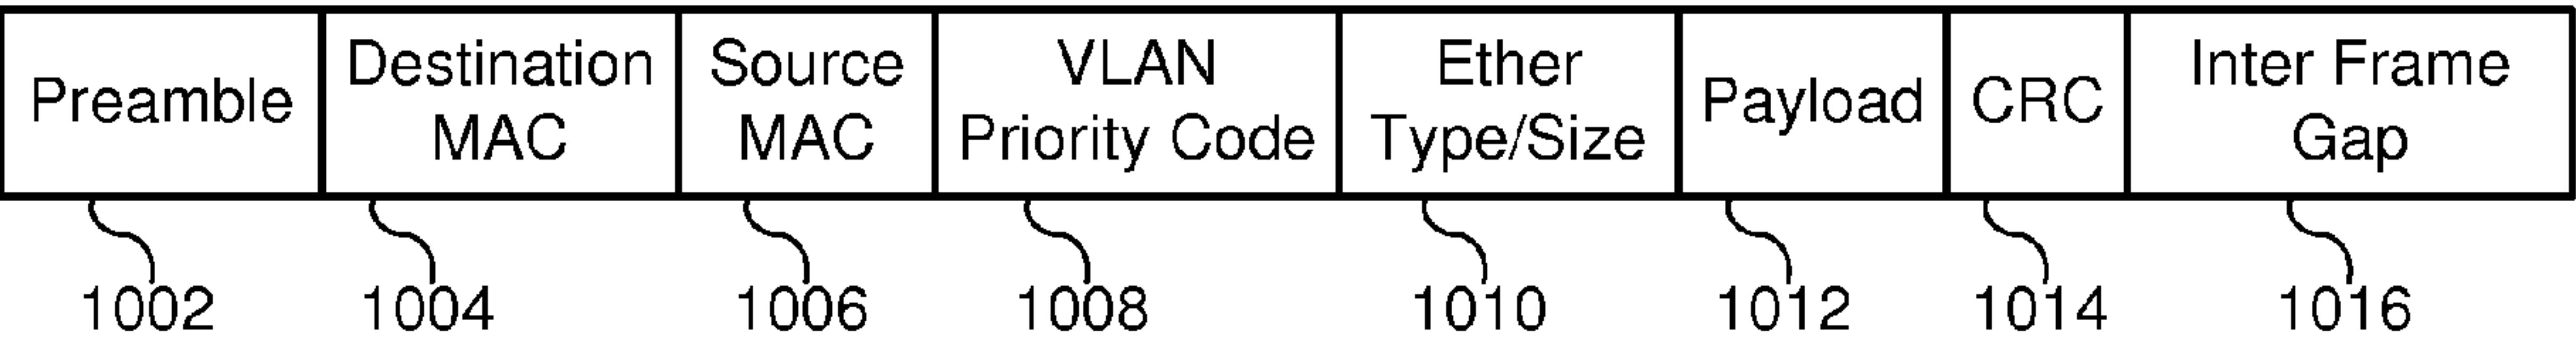 Preamble
Destination
MAC
Source
MAC
VLAN
Priority Code
Ether
Type/Size
Payload
CRC
Inter Frame
Gap
1002
1004
1006
1008
1010
1012
1014
1016